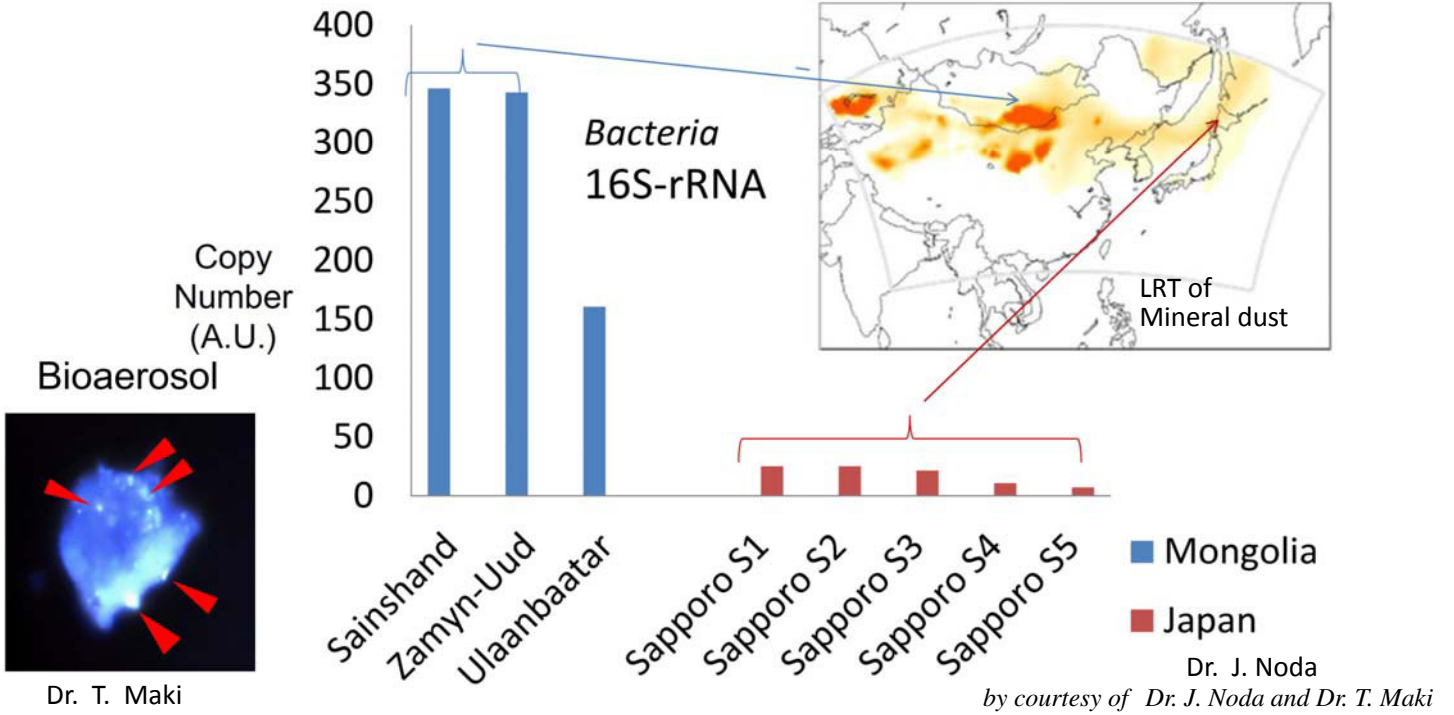 400
350
300
250
200
150
100
50
0
Copy
Number
(A.U.)
Bacteria
16S-rRNA
LRT of
Mineral dust
Bioaerosol
Dr. T. Maki
Sainshand
Zamyn-Uud
Ulaanbaatar
Sapporo S1
Sapporo S2
Sapporo S3
Sapporo S4
Sapporo S5
Mongolia
Japan
Dr. J. Noda
by courtesy of Dr. J. Noda and Dr. T. Maki